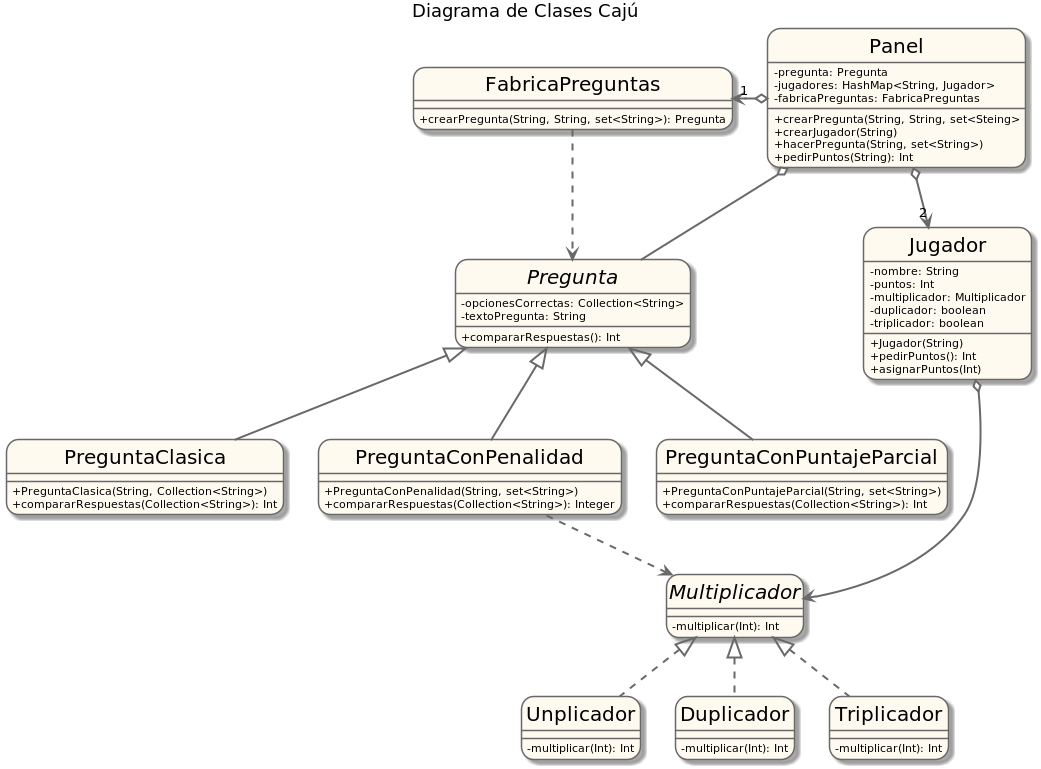 Diagrama de Clases Cajú
Panel
-pregunta: Pregunta
-jugadores: HashMap<String, Jugador>
-fabricaPreguntas: FabricaPreguntas
+crearPregunta(String, String, set<Steing>
+crearJugador(String)
+hacerPregunta(String, set<String>)
+pedirPuntos(String): Int
FabricaPreguntas
+crearPregunta(String, String, set<String>): Pregunta
1
2
Jugador
-nombre: String
-puntos: Int
-multiplicador: Multiplicador
-duplicador: boolean
-triplicador: boolean
+Jugador(String)
+pedirPuntos(): Int
+asignarPuntos(Int)
Pregunta
-opcionesCorrectas: Collection<String>
-textoPregunta: String
+compararRespuestas(): Int
PreguntaClasica
+PreguntaClasica(String, Collection<String>)
+compararRespuestas(Collection<String>): Int
PreguntaConPenalidad
+PreguntaConPenalidad(String, set<String>)
+compararRespuestas(Collection<String>): Integer
PreguntaConPuntajeParcial
+PreguntaConPuntajeParcial(String, set<String>)
+compararRespuestas(Collection<String>): Int
Multiplicador
-multiplicar(Int): Int
Unplicador
-multiplicar(Int): Int
Duplicador
-multiplicar(Int): Int
Triplicador
-multiplicar(Int): Int